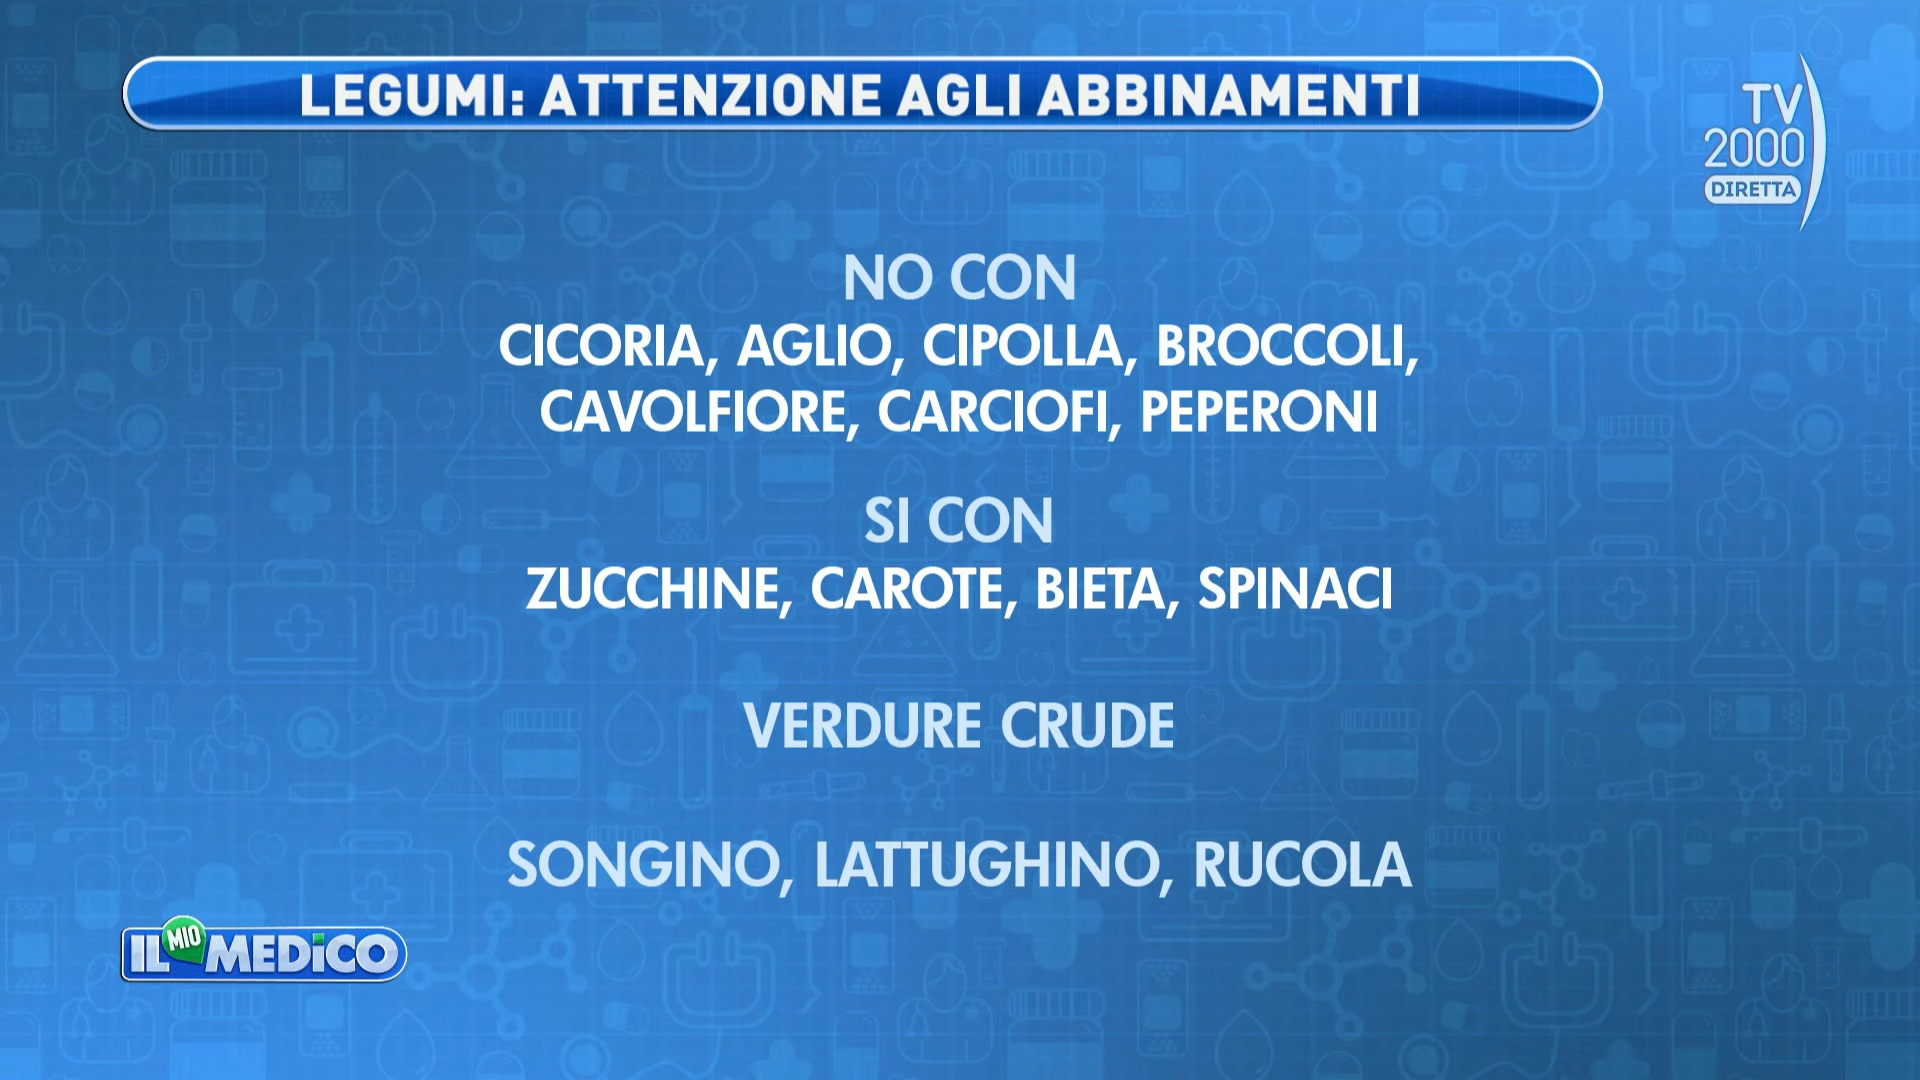 LEGUMI: ATTENZIONE AGLI ABBINAMENTI
TV
2000
DIRETTA
NO CON
CICORIA, AGLIO, CIPOLLA, BROCCOLI,
CAVOLFIORE, CARCIOFI, PEPERONI
SI CON
ZUCCHINE, CAROTE, BIETA, SPINACI
VERDURE CRUDE
SONGINO, LATTUGHINO, RUCOLA
IL MIO MEDICO